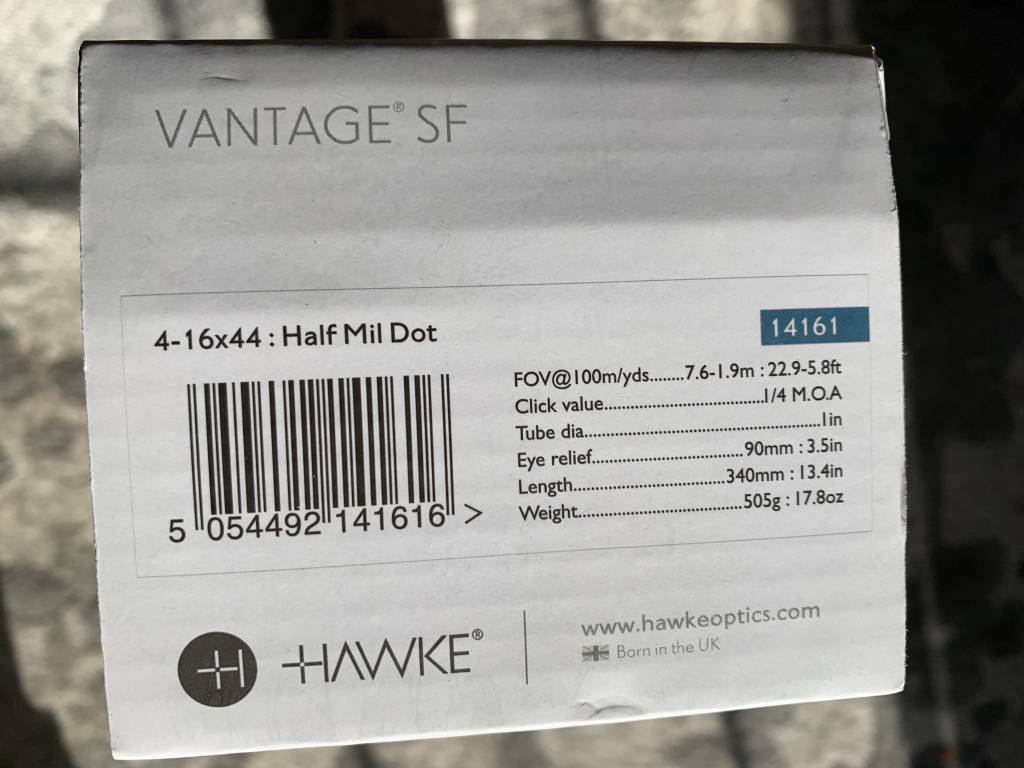 VANTAGE® SF
4-16x44 : Half Mil Dot
14161
FOV@100m/yds........7.6-1.9m : 22.9-5.8ft
Click value.......................................1/4 M.O.A
Tube dia..........................................................1in
Eye relief.....................................90mm : 3.5in
Length.....................................340mm : 13.4in
Weight........................................505g : 17.8oz
5 054492 141616 >
HAWKE®
www.hawkeoptics.com
Born in the UK